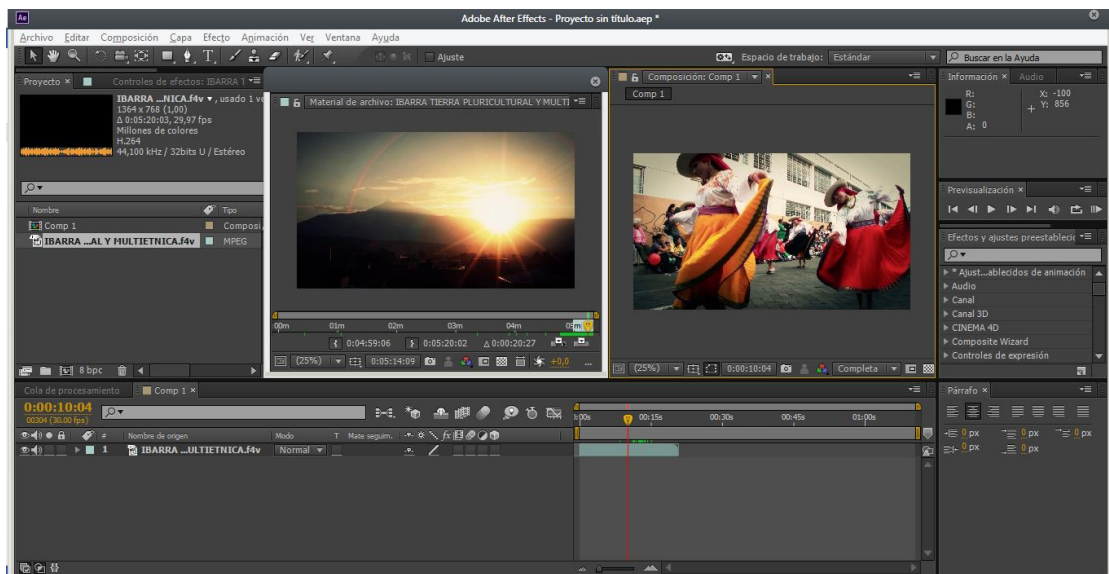 Ae
Adobe After Effects - Proyecto sin título.aep *
Archivo Editar Composición Capa Efecto Animación Ver Ventana Ayuda
Ajuste
Espacio de trabajo: Estándar
Buscar en la Ayuda
Proyecto ×
Controles de efectos: IBARRA T
IBARRA ...NICA.f4v ▾, usado 1 ve
1364 x 768 (1,00)
Δ 0:05:20:03, 29,97 fps
Millones de colores
H.264
44,100 kHz / 32bits U / Estéreo
Nombre Tipo
Comp 1 Composi
IBARRA ...AL Y MULTIETNICA.f4v MPEG
8 bpc
Material de archivo: IBARRA TIERRA PLURICULTURAL Y MULTI
00m 01m 02m 03m 04m 05m
0:04:59:06 0:05:20:02 Δ 0:00:20:27
(25%) 0:05:14:09 +0,0 ...
Composición: Comp 1 ×
Comp 1
(25%) 0:00:10:04 Completa
Información × Audio
R: X: -100
G: Y: 856
B:
A: 0
Previsualización ×
Efectos y ajustes preestableci
* Ajust...ablecidos de animación
Audio
Canal
Canal 3D
CINEMA 4D
Composite Wizard
Controles de expresión
Cola de procesamiento Comp 1 ×
0:00:10:04
00304 (30.00 fps)
# Nombre de origen Modo T Mate seguim.
1 IBARRA ...ULTIETNICA.f4v Normal
00s 00:15s 00:30s 00:45s 01:00s
Párrafo ×
0 px 0 px 0 px
0 px 0 px